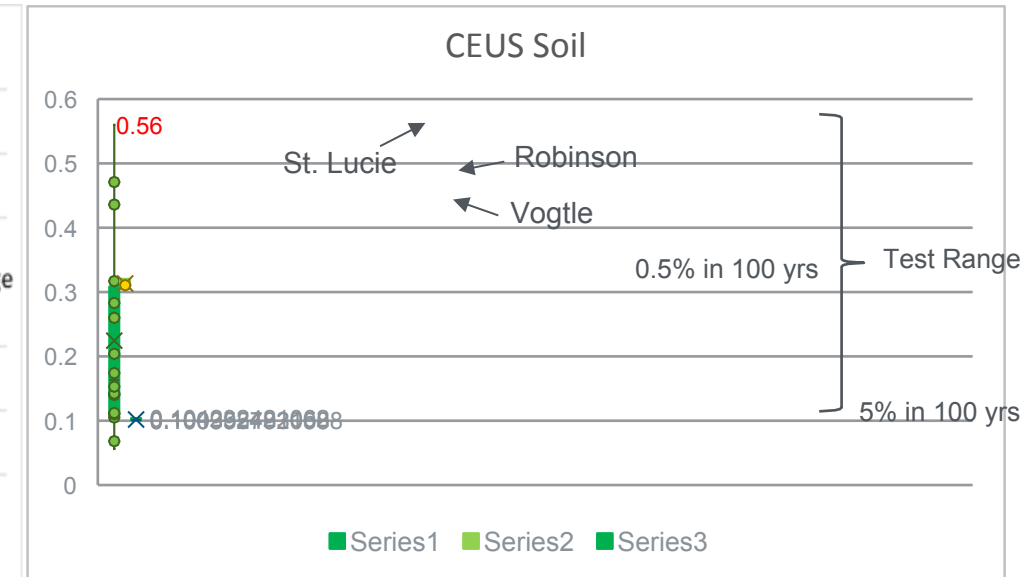 CEUS Soil
0.6
0.56
St. Lucie
Robinson
0.5
Vogtle
0.4
0.5% in 100 yrs
Test Range
0.3
0.2
5% in 100 yrs
0.1
0
Series1 Series2 Series3